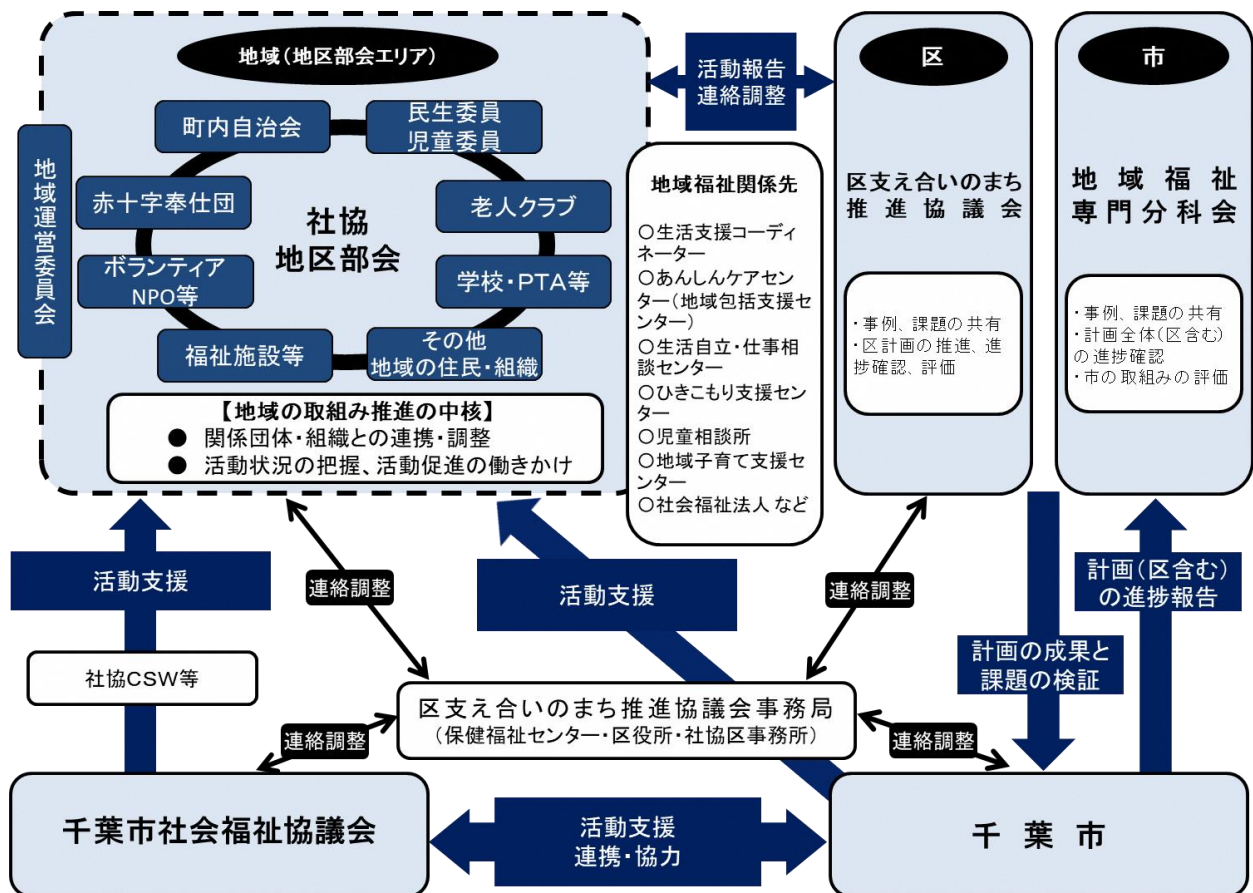 地域（地区部会エリア）
町内自治会
民生委員
児童委員
赤十字奉仕団
老人クラブ
社協
地区部会
ボランティア
NPO等
学校・PTA等
福祉施設等
その他
地域の住民・組織
地域運営委員会
【地域の取組み推進の中核】
● 関係団体・組織との連携・調整
● 活動状況の把握、活動促進の働きかけ
活動報告
連絡調整
地域福祉関係先
○生活支援コーディ
ネーター
○あんしんケアセン
ター（地域包括支援セ
ンター）
○生活自立・仕事相
談センター
○ひきこもり支援セン
ター
○児童相談所
○地域子育て支援セ
ンター
○社会福祉法人 など
区
区支え合いのまち
推進協議会
・事例、課題の共有
・区計画の推進、進
捗確認、評価
市
地域福祉
専門分科会
・事例、課題の共有
・計画全体（区含む）
の進捗確認
・市の取組みの評価
活動支援
社協CSW等
連絡調整
活動支援
連絡調整
計画の成果と
課題の検証
計画（区含む）
の進捗報告
区支え合いのまち推進協議会事務局
（保健福祉センター・区役所・社協区事務所）
連絡調整
連絡調整
千葉市社会福祉協議会
活動支援
連携・協力
千葉市